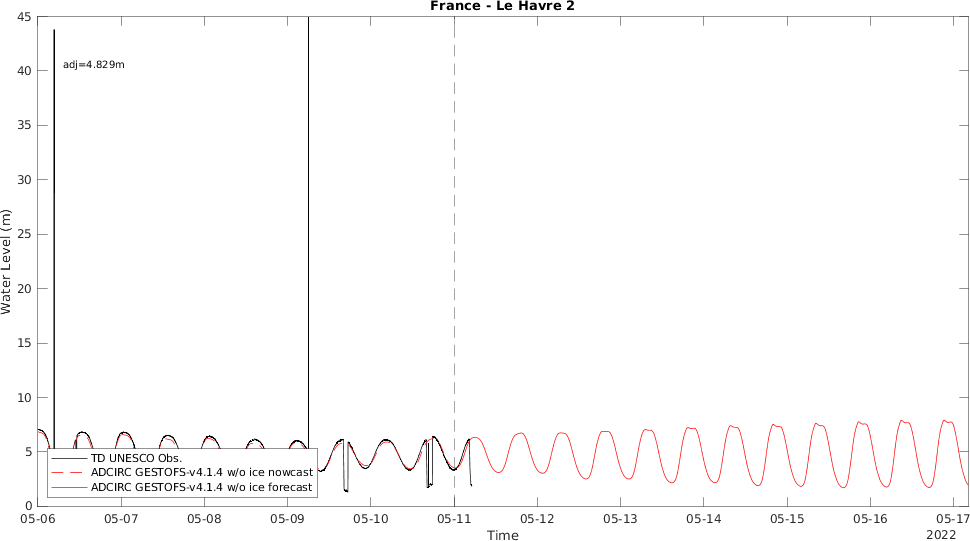 France - Le Havre 2
45
40
35
30
25
20
15
10
5
0
Water Level (m)
adj=4.829m
TD UNESCO Obs.
ADCIRC GESTOFS-v4.1.4 w/o ice nowcast
ADCIRC GESTOFS-v4.1.4 w/o ice forecast
05-06 05-07 05-08 05-09 05-10 05-11 05-12 05-13 05-14 05-15 05-16 05-17
Time
2022